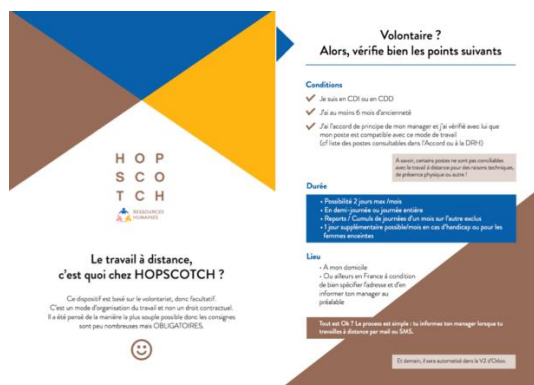 H O P
S C O
T C H
RESSOURCES
HUMAINES
Le travail à distance,
c'est quoi chez HOPSCOTCH ?
Ce dispositif est basé sur le volontariat, donc facultatif.
C'est un mode d'organisation du travail et non un droit contractuel.
Il a été pensé de la manière la plus souple possible donc les consignes
sont peu nombreuses mais OBLIGATOIRES.
Volontaire ?
Alors, vérifie bien les points suivants
Conditions
Je suis en CDI ou en CDD
J'ai au moins 6 mois d'ancienneté
J'ai l'accord de principe de mon manager et j'ai vérifié avec lui que
mon poste est compatible avec ce mode de travail
(cf liste des postes consultables dans l'Accord ou à la DRH)
A savoir, certains postes ne sont pas conciliables
avec le travail à distance pour des raisons techniques,
de présence physique ou autre !
Durée
• Possibilité 2 jours max /mois
• En demi-journée ou journée entière
• Reports / Cumuls de journées d'un mois sur l'autre exclus
• 1 jour supplémentaire possible/mois en cas d'handicap ou pour les
femmes enceintes
Lieu
• A mon domicile
• Ou ailleurs en France à condition
de bien spécifier l'adresse et d'en
informer ton manager au
préalable
Tout est Ok ? Le process est simple : tu informes ton manager lorsque tu
travailles à distance par mail ou SMS.
Et demain, il sera automatisé dans la V2 d'Orkoo.